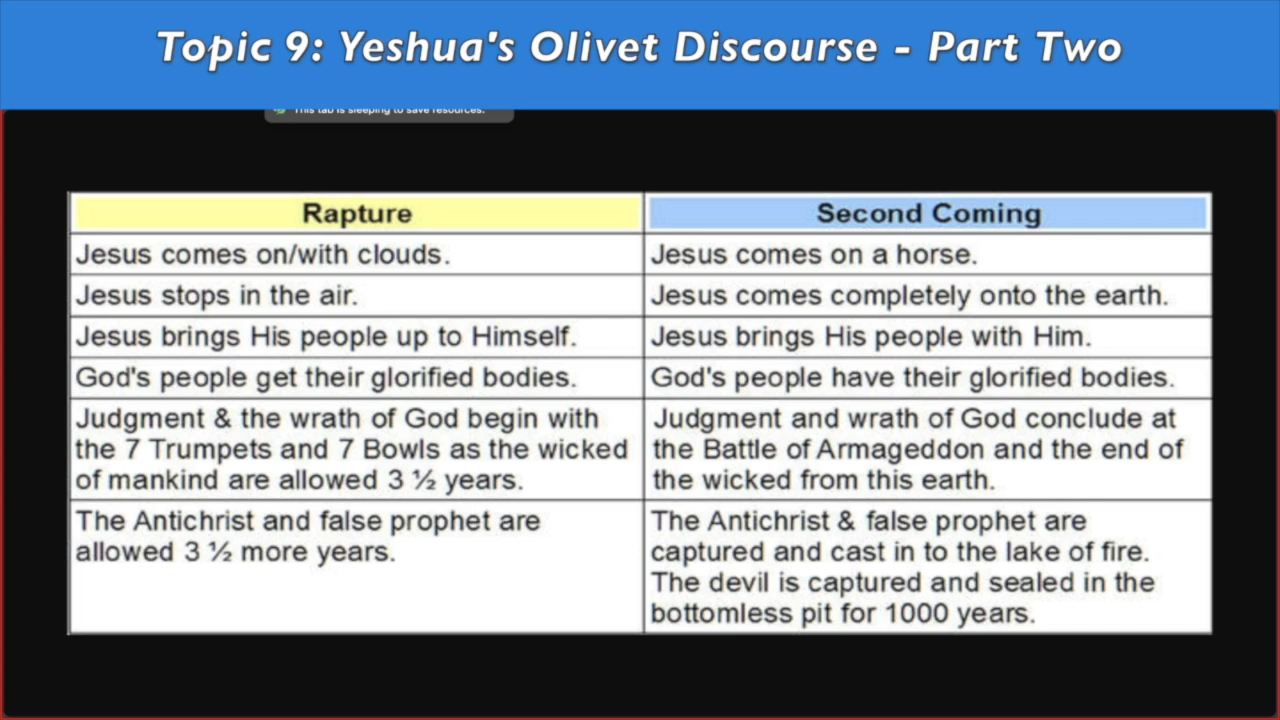 Topic 9: Yeshua's Olivet Discourse - Part Two
This tab is sleeping to save resources.
Rapture
Second Coming
Jesus comes on/with clouds.
Jesus comes on a horse.
Jesus stops in the air.
Jesus comes completely onto the earth.
Jesus brings His people up to Himself.
Jesus brings His people with Him.
God's people get their glorified bodies.
God's people have their glorified bodies.
Judgment & the wrath of God begin with
the 7 Trumpets and 7 Bowls as the wicked
of mankind are allowed 3 ½ years.
Judgment and wrath of God conclude at
the Battle of Armageddon and the end of
the wicked from this earth.
The Antichrist and false prophet are
allowed 3 ½ more years.
The Antichrist & false prophet are
captured and cast in to the lake of fire.
The devil is captured and sealed in the
bottomless pit for 1000 years.